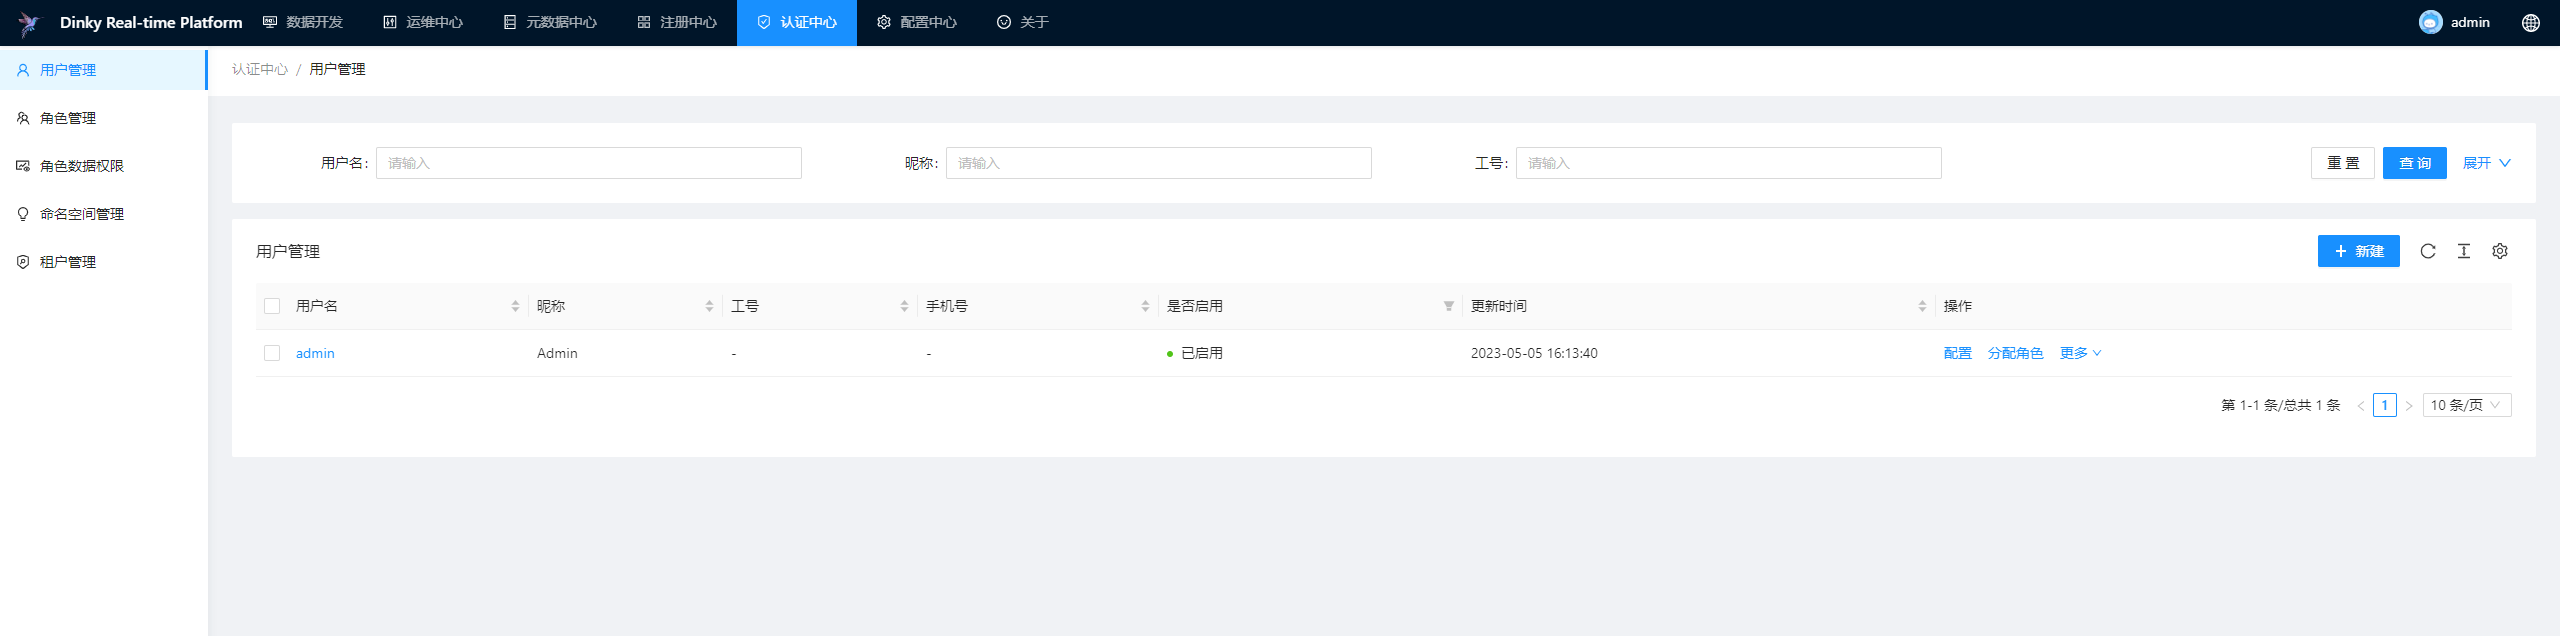 Dinky Real-time Platform 数据开发 运维中心 元数据中心 注册中心 认证中心 配置中心 关于 admin
用户管理
角色管理
角色数据权限
命名空间管理
租户管理
认证中心 / 用户管理
用户名: 请输入 昵称: 请输入 工号: 请输入 重 置 查 询 展开
用户管理 + 新建
用户名 昵称 工号 手机号 是否启用 更新时间 操作
admin Admin - - 已启用 2023-05-05 16:13:40 配置 分配角色 更多
第 1-1 条/总共 1 条 < 1 > 10 条/页